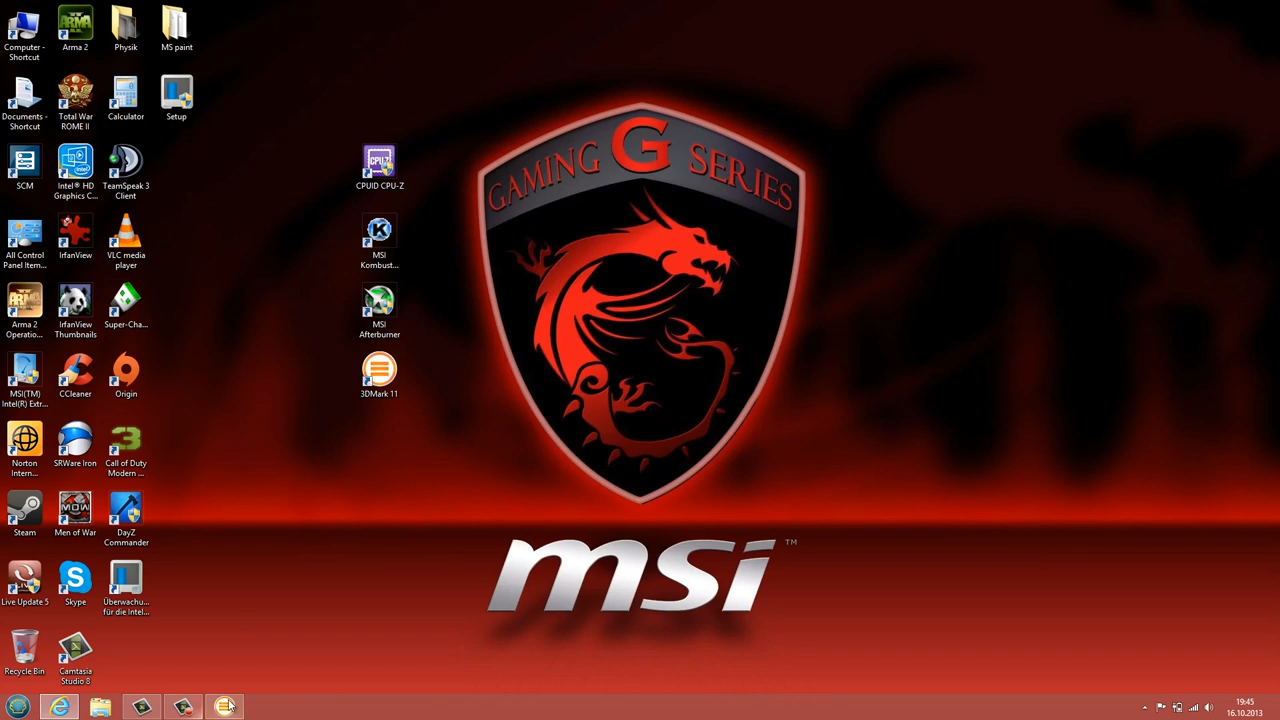 Computer -
Shortcut
Arma 2
Physik
MS paint
Documents -
Shortcut
Total War
ROME II
Calculator
Setup
SCM
Intel® HD
Graphics C...
TeamSpeak 3
Client
CPUID CPU-Z
All Control
Panel Item...
IrfanView
VLC media
player
MSI
Kombust...
Arma 2
Operatio...
IrfanView
Thumbnails
Super-Cha...
MSI
Afterburner
MSI(TM)
Intel(R) Extr...
CCleaner
Origin
3DMark 11
Norton
Intern...
SRWare Iron
Call of Duty
Modern ...
Steam
Men of War
DayZ
Commander
Live Update 5
Skype
Überwachu...
für die Intel...
Recycle Bin
Camtasia
Studio 8
GAMING G SERIES
msi TM
19:45
16.10.2013